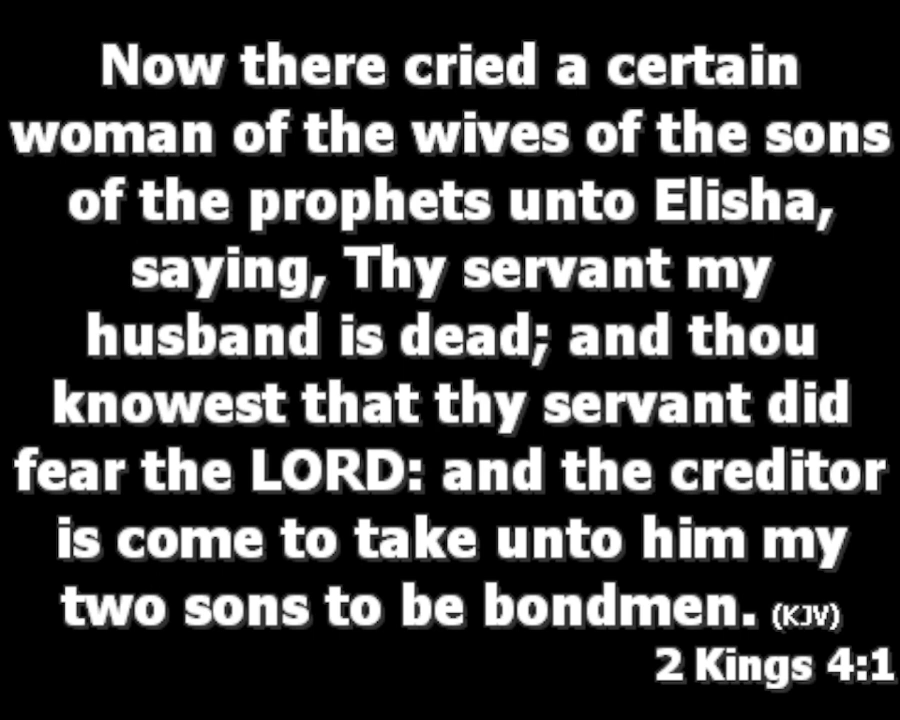 Now there cried a certain
woman of the wives of the sons
of the prophets unto Elisha,
saying, Thy servant my
husband is dead; and thou
knowest that thy servant did
fear the LORD: and the creditor
is come to take unto him my
two sons to be bondmen. (KJV)
2 Kings 4:1